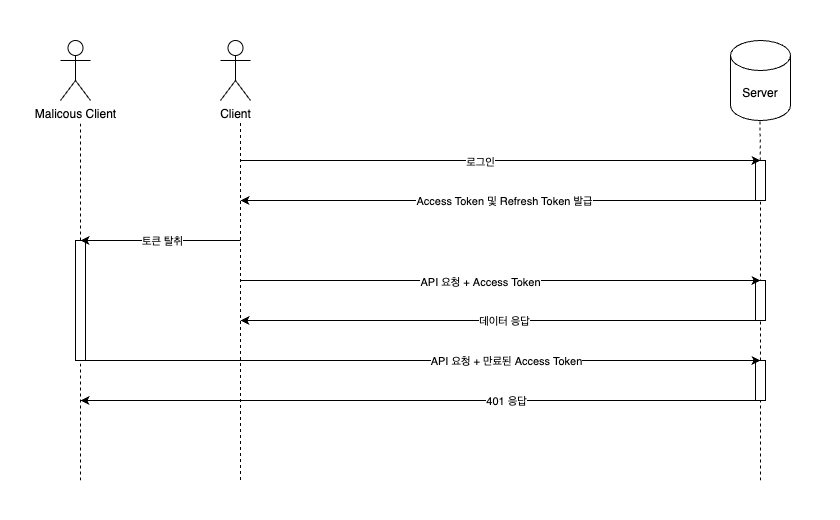 Malicous Client
Client
Server
로그인
Access Token 및 Refresh Token 발급
토큰 탈취
API 요청 + Access Token
데이터 응답
API 요청 + 만료된 Access Token
401 응답